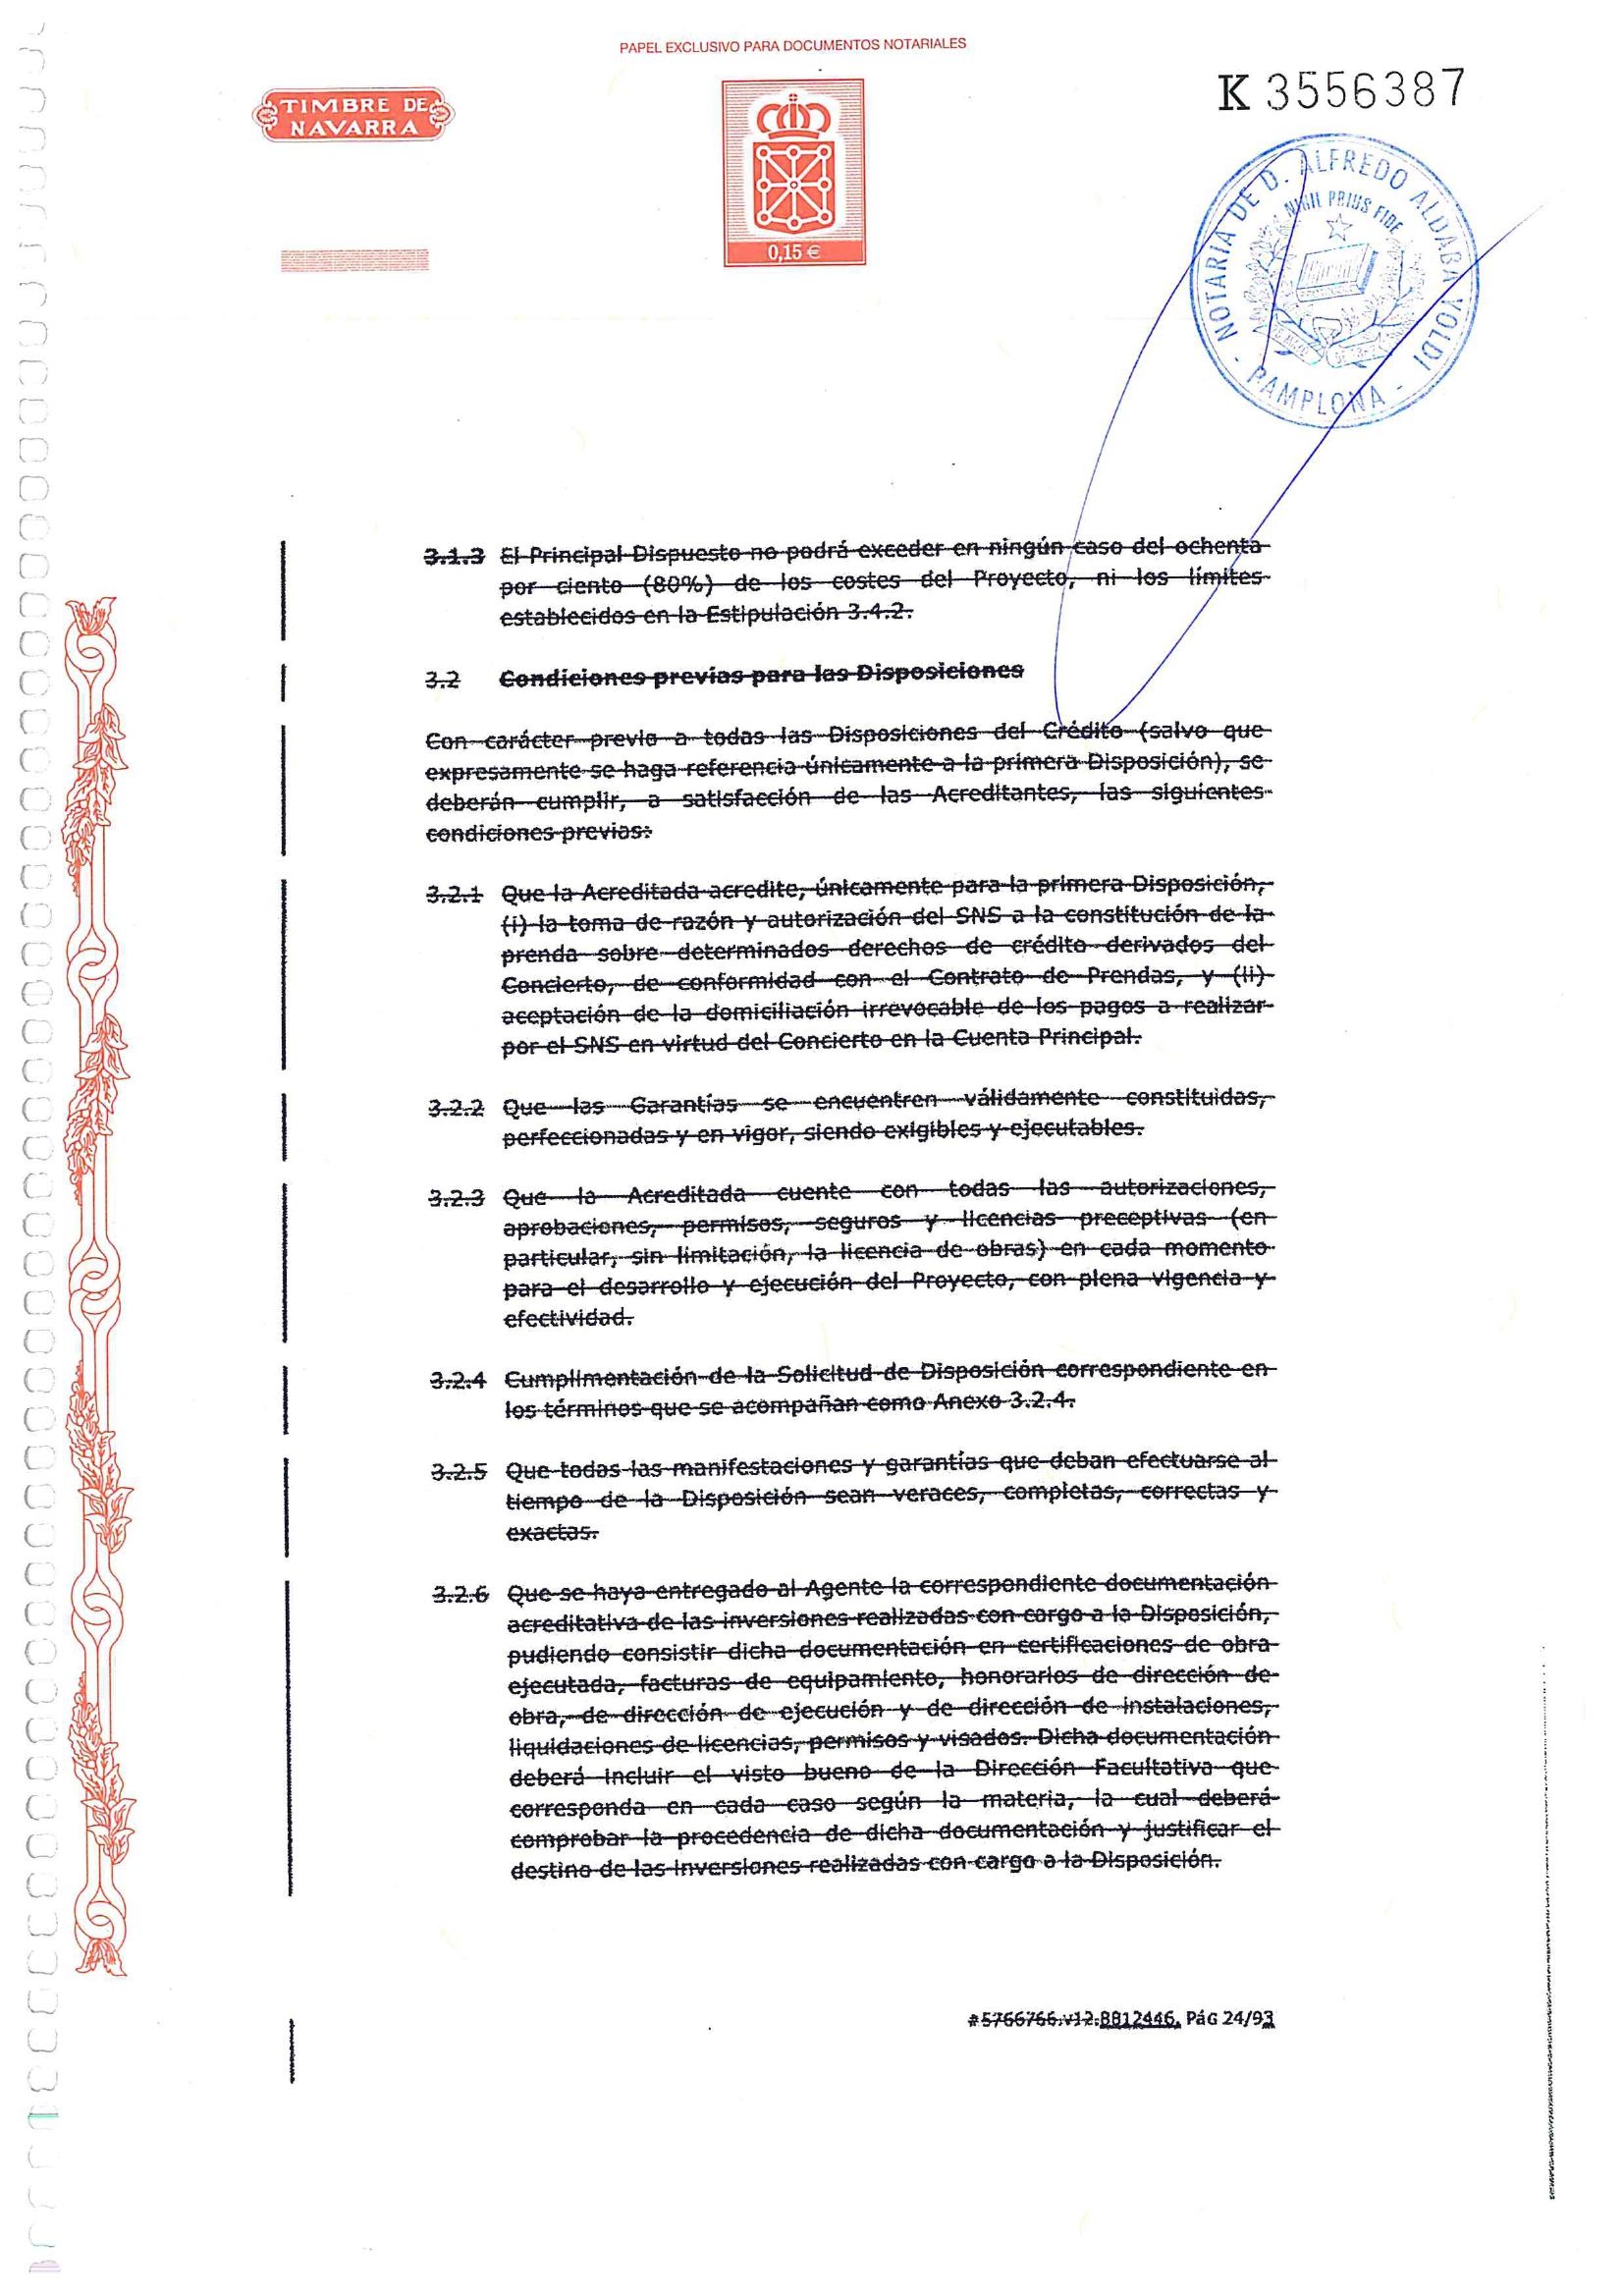 PAPEL EXCLUSIVO PARA DOCUMENTOS NOTARIALES
TIMBRE DE
NAVARRA
0,15 €
K 3556387
NOTARIA DE D. ALFREDO ALDABA YOLDI
NIHIL PRIUS FIDE
- PAMPLONA -
3.1.3 El Principal Dispuesto no podrá exceder en ningún caso del ochenta
por ciento (80%) de los costes del Proyecto, ni los límites
establecidos en la Estipulación 3.4.2.
3.2 Condiciones previas para las Disposiciones
Con carácter previo a todas las Disposiciones del Crédito (salvo que
expresamente se haga referencia únicamente a la primera Disposición), se
deberán cumplir, a satisfacción de las Acreditantes, las siguientes
condiciones previas:
3.2.1 Que la Acreditada acredite, únicamente para la primera Disposición,
(i) la toma de razón y autorización del SNS a la constitución de la
prenda sobre determinados derechos de crédito derivados del
Concierto, de conformidad con el Contrato de Prendas, y (ii)
aceptación de la domiciliación irrevocable de los pagos a realizar
por el SNS en virtud del Concierto en la Cuenta Principal.
3.2.2 Que las Garantías se encuentren válidamente constituidas,
perfeccionadas y en vigor, siendo exigibles y ejecutables.
3.2.3 Que la Acreditada cuente con todas las autorizaciones,
aprobaciones, permisos, seguros y licencias preceptivas (en
particular, sin limitación, la licencia de obras) en cada momento
para el desarrollo y ejecución del Proyecto, con plena vigencia y
efectividad.
3.2.4 Cumplimentación de la Solicitud de Disposición correspondiente en
los términos que se acompañan como Anexo 3.2.4.
3.2.5 Que todas las manifestaciones y garantías que deban efectuarse al
tiempo de la Disposición sean veraces, completas, correctas y
exactas.
3.2.6 Que se haya entregado al Agente la correspondiente documentación
acreditativa de las inversiones realizadas con cargo a la Disposición,
pudiendo consistir dicha documentación en certificaciones de obra
ejecutada, facturas de equipamiento, honorarios de dirección de
obra, de dirección de ejecución y de dirección de instalaciones,
liquidaciones de licencias, permisos y visados. Dicha documentación
deberá incluir el visto bueno de la Dirección Facultativa que
corresponda en cada caso según la materia, la cual deberá
comprobar la procedencia de dicha documentación y justificar el
destino de las inversiones realizadas con cargo a la Disposición.
#5766766.v12.8812446. PÁG 24/93